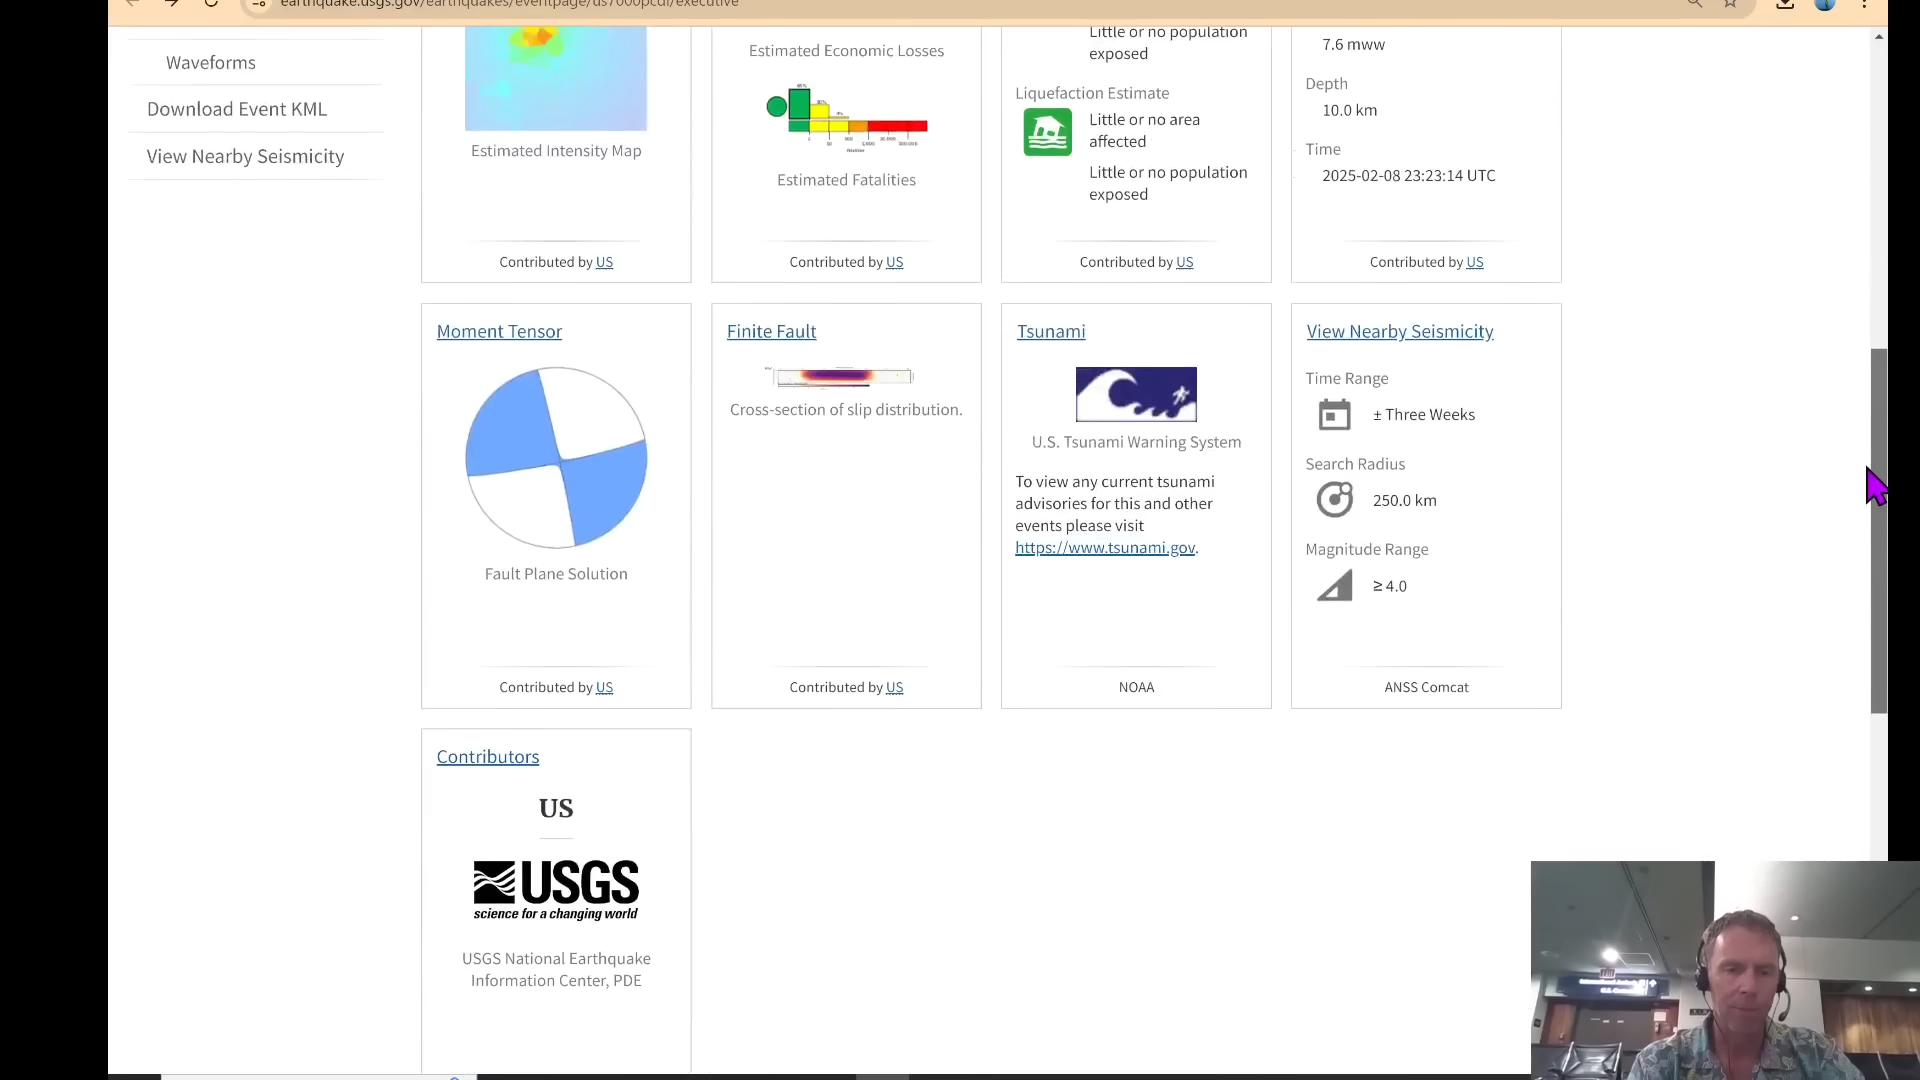 earthquake.usgs.gov/earthquakes/eventpage/us7000pcdl/executive
Waveforms
Download Event KML
View Nearby Seismicity
Estimated Intensity Map
Contributed by US
Estimated Economic Losses
Estimated Fatalities
Contributed by US
Little or no population
exposed
Liquefaction Estimate
Little or no area
affected
Little or no population
exposed
Contributed by US
7.6 mww
Depth
10.0 km
Time
2025-02-08 23:23:14 UTC
Contributed by US
Moment Tensor
Fault Plane Solution
Contributed by US
Finite Fault
Cross-section of slip distribution.
Contributed by US
Tsunami
U.S. Tsunami Warning System
To view any current tsunami
advisories for this and other
events please visit
https://www.tsunami.gov.
NOAA
View Nearby Seismicity
Time Range
± Three Weeks
Search Radius
250.0 km
Magnitude Range
≥ 4.0
ANSS Comcat
Contributors
US
USGS
science for a changing world
USGS National Earthquake
Information Center, PDE